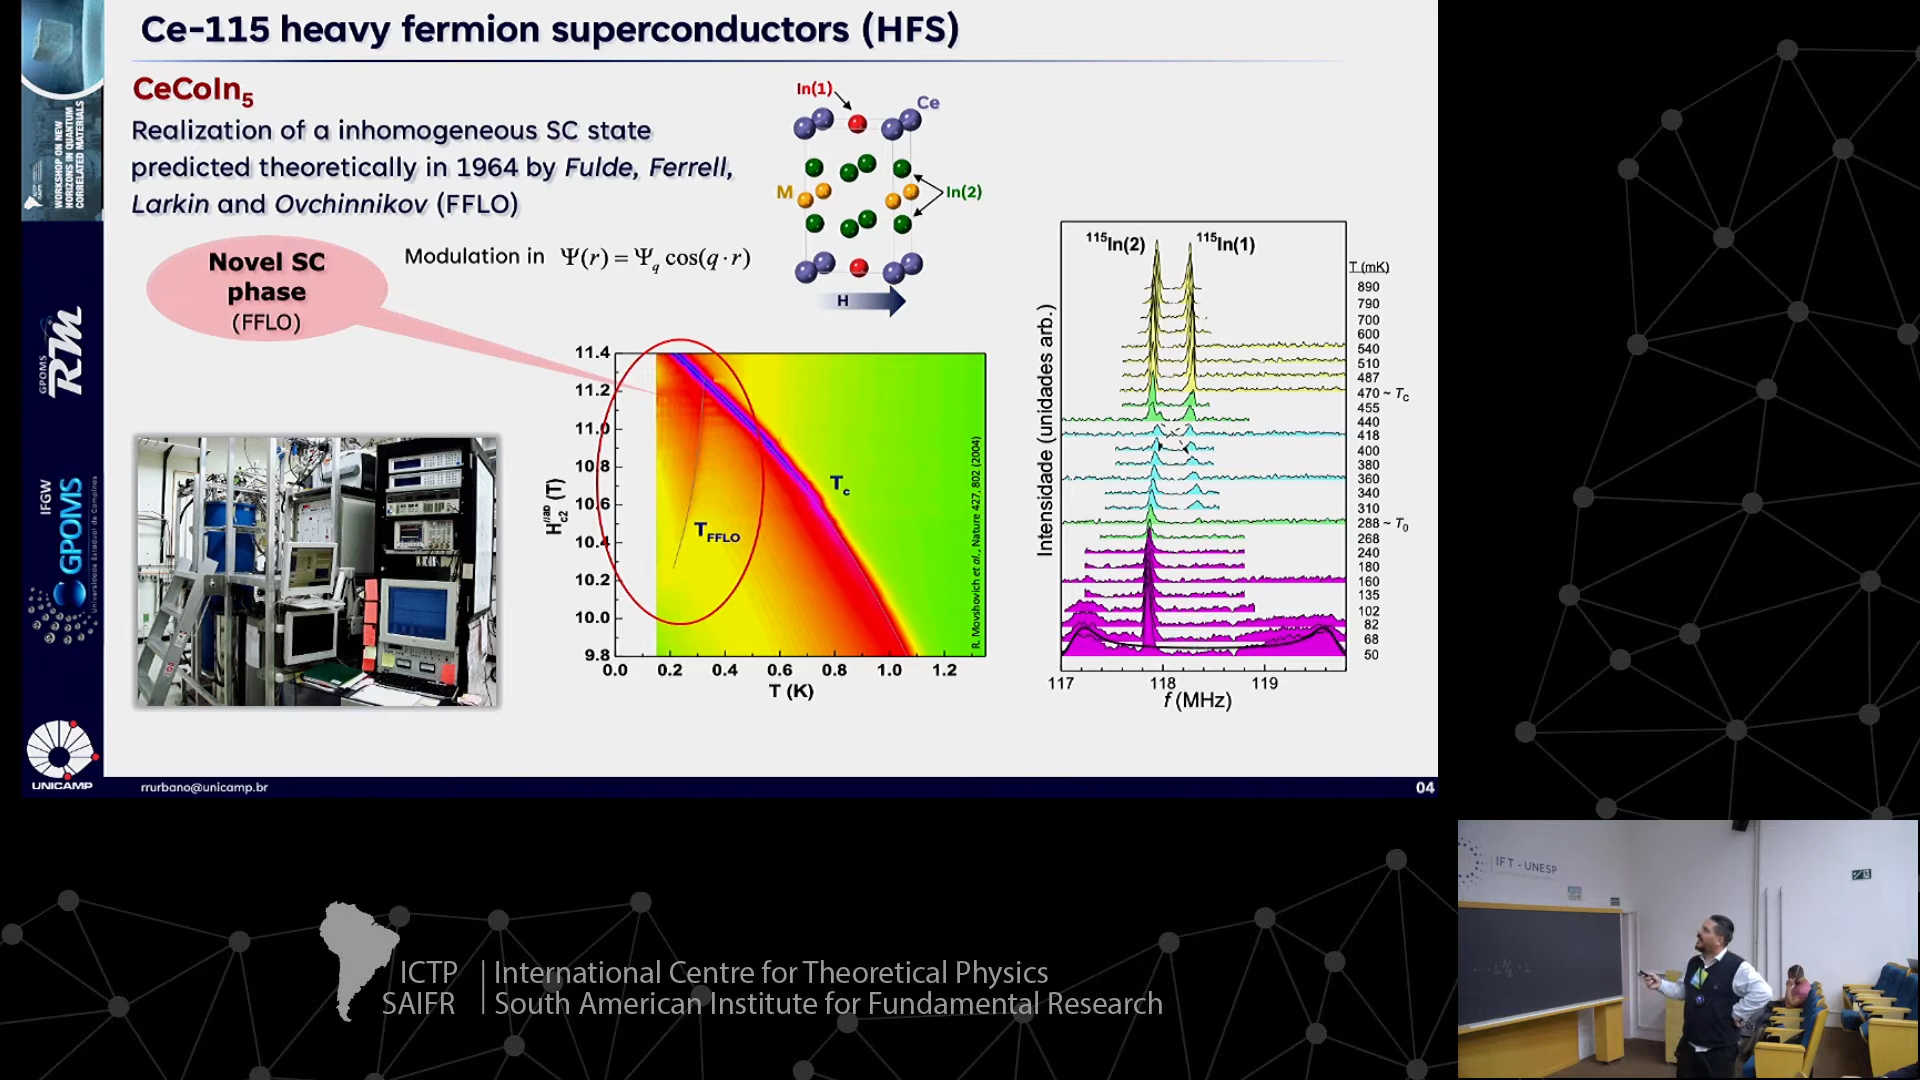 Ce-115 heavy fermion superconductors (HFS)
CeCoIn5
Realization of a inhomogeneous SC state
predicted theoretically in 1964 by Fulde, Ferrell,
Larkin and Ovchinnikov (FFLO)
Novel SC
phase
(FFLO)
Modulation in Ψ(r) = Ψq cos(q · r)
In(1)
Ce
M
In(2)
H
11.4
11.2
11.0
10.8
10.6
10.4
10.2
10.0
9.8
H//ab c2 (T)
Tc
TFFLO
R. Movshovich et al., Nature 427, 802 (2004)
0.0 0.2 0.4 0.6 0.8 1.0 1.2
T (K)
115In(2) 115In(1)
Intensidade (unidades arb.)
T (mK)
890
790
700
600
540
510
487
470 ~ Tc
455
440
418
400
380
360
340
310
288 ~ T0
268
240
180
160
135
102
82
68
50
117 118 119
f (MHz)
ICTP
SAIFR
WORKSHOP ON NEW
HORIZONS IN QUANTUM
CORRELATED MATERIALS
GPOMS
RM
IFGW
GPOMS
Universidade Estadual de Campinas
UNICAMP
rrurbano@unicamp.br
04
IFT - UNESP
ICTP
SAIFR
International Centre for Theoretical Physics
South American Institute for Fundamental Research